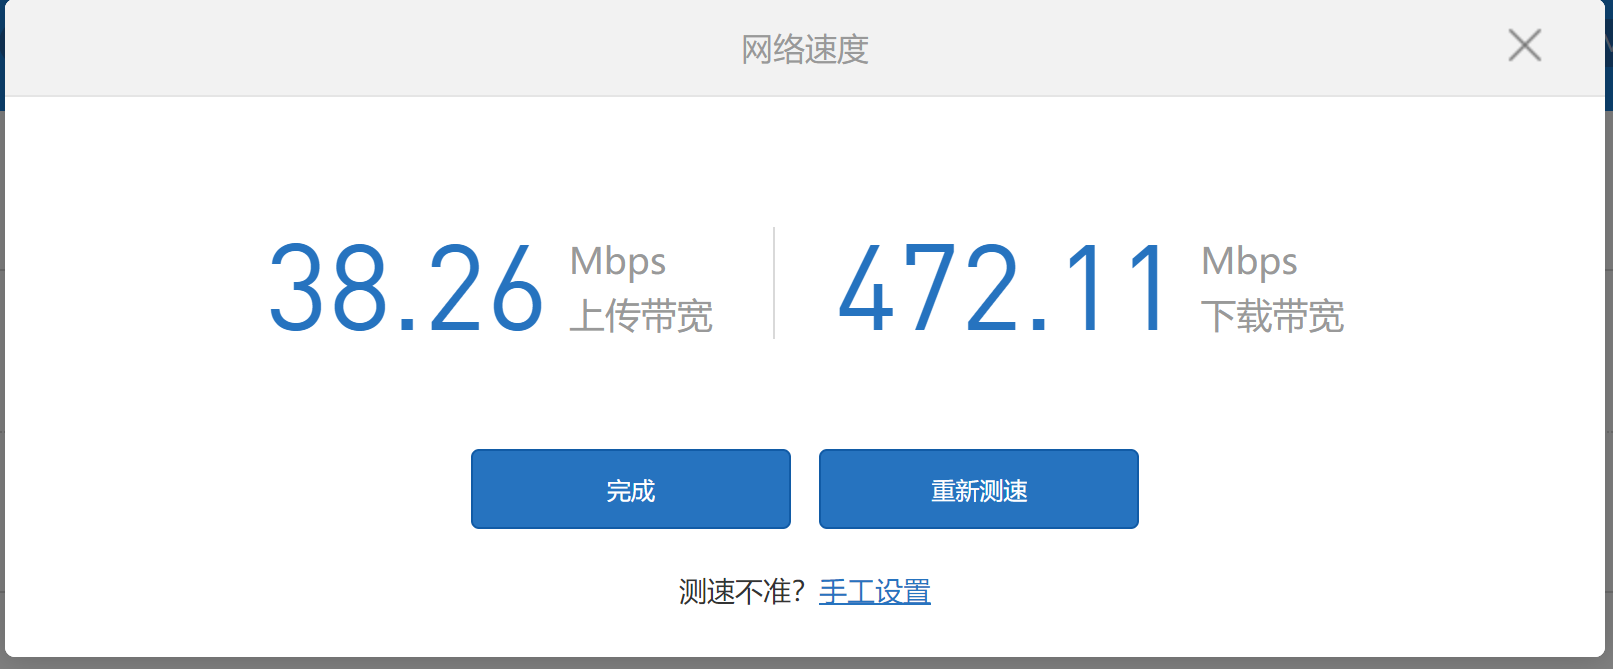 网络速度
38.26 Mbps 上传带宽
472.11 Mbps 下载带宽
完成
重新测速
测速不准？手工设置